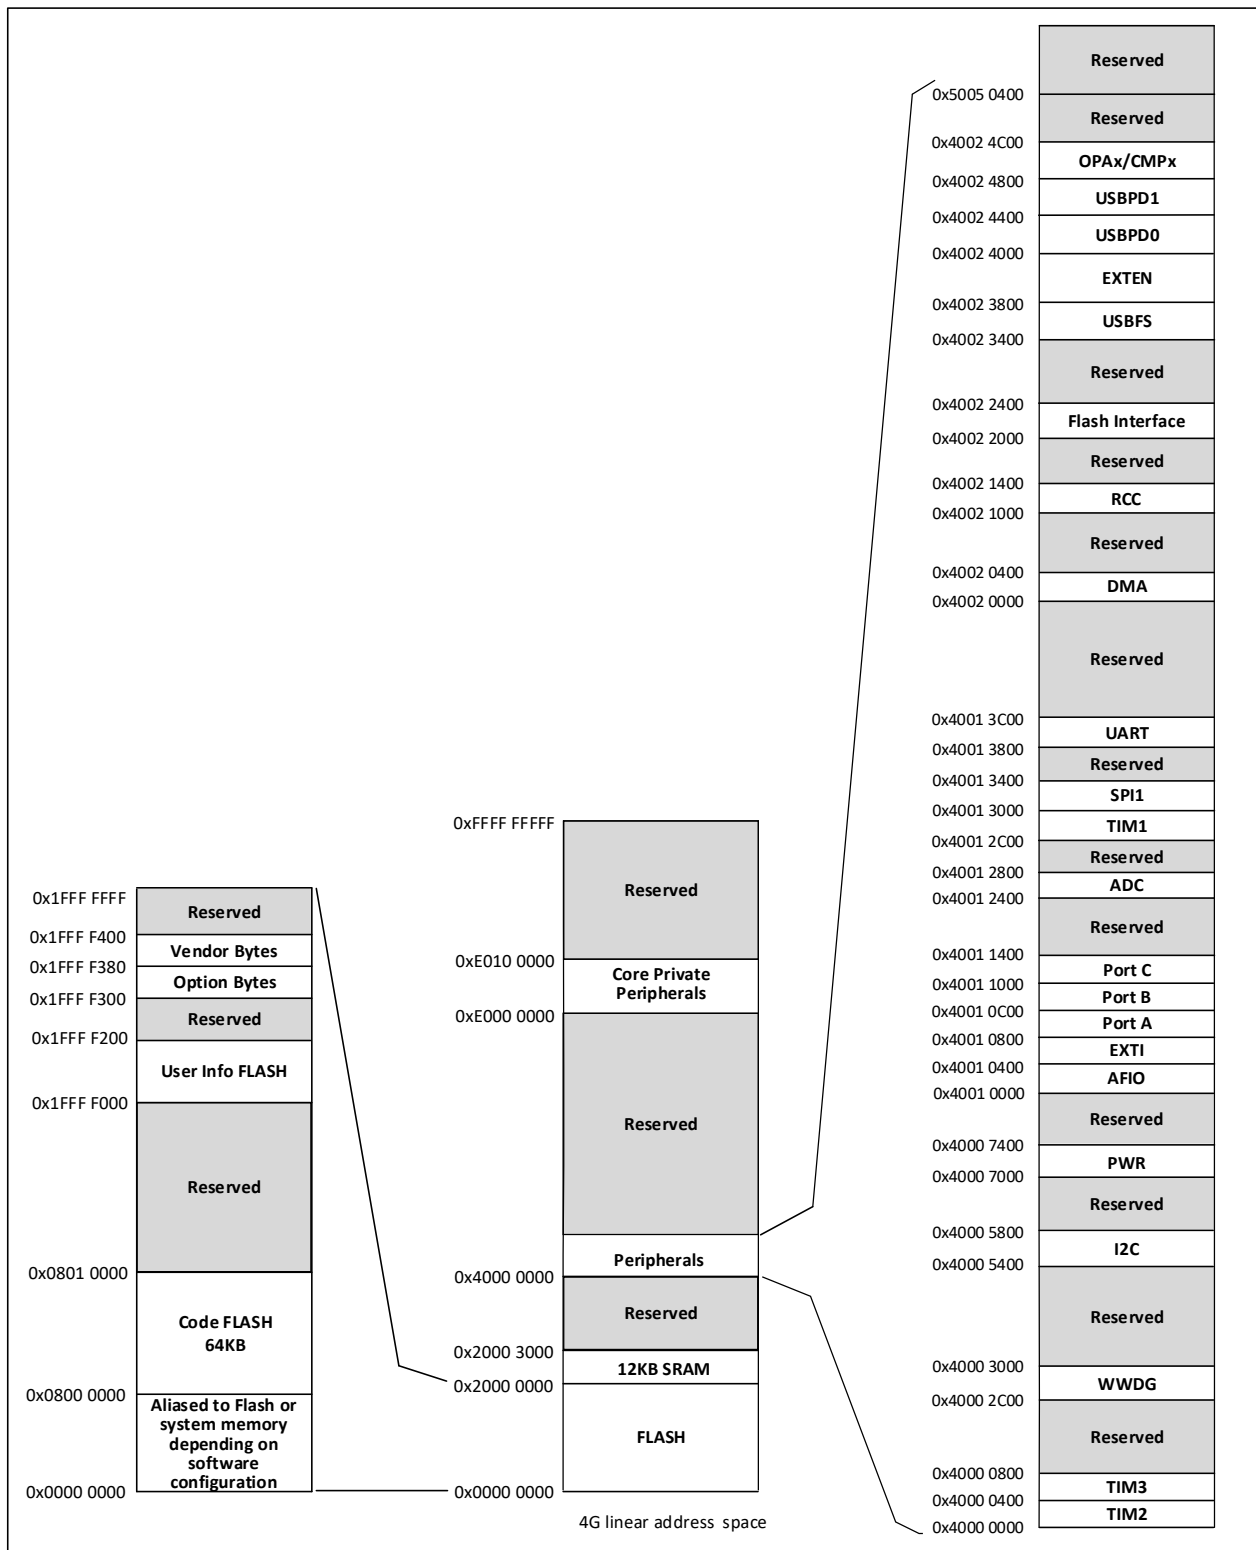 0x1FFF FFFF
Reserved
0x1FFF F400
Vendor Bytes
0x1FFF F380
Option Bytes
0x1FFF F300
Reserved
0x1FFF F200
User Info FLASH
0x1FFF F000
Reserved
0x0801 0000
Code FLASH
64KB
0x0800 0000
Aliased to Flash or
system memory
depending on
software
configuration
0x0000 0000
0xFFFF FFFFF
Reserved
0xE010 0000
Core Private
Peripherals
0xE000 0000
Reserved
Peripherals
0x4000 0000
Reserved
0x2000 3000
12KB SRAM
0x2000 0000
FLASH
0x0000 0000
4G linear address space
Reserved
0x5005 0400
Reserved
0x4002 4C00
OPAx/CMPx
0x4002 4800
USBPD1
0x4002 4400
USBPD0
0x4002 4000
EXTEN
0x4002 3800
USBFS
0x4002 3400
Reserved
0x4002 2400
Flash Interface
0x4002 2000
Reserved
0x4002 1400
RCC
0x4002 1000
Reserved
0x4002 0400
DMA
0x4002 0000
Reserved
0x4001 3C00
UART
0x4001 3800
Reserved
0x4001 3400
SPI1
0x4001 3000
TIM1
0x4001 2C00
Reserved
0x4001 2800
ADC
0x4001 2400
Reserved
0x4001 1400
Port C
0x4001 1000
Port B
0x4001 0C00
Port A
0x4001 0800
EXTI
0x4001 0400
AFIO
0x4001 0000
Reserved
0x4000 7400
PWR
0x4000 7000
Reserved
0x4000 5800
I2C
0x4000 5400
Reserved
0x4000 3000
WWDG
0x4000 2C00
Reserved
0x4000 0800
TIM3
0x4000 0400
TIM2
0x4000 0000